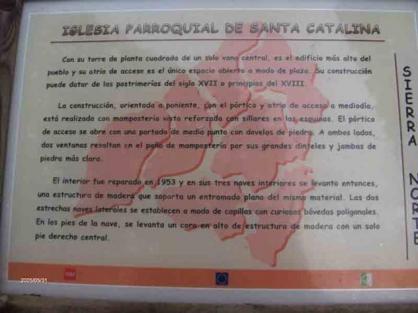 IGLESIA PARROQUIAL DE SANTA CATALINA
Con su torre de planta cuadrada de un solo vano central, es el edificio más alto del
pueblo y su atrio de acceso es el único espacio abierto a modo de plaza. Su construcción
puede datar de las postrimerías del siglo XVII o principios del XVIII.
La construcción, orientada a poniente, con el pórtico y atrio de acceso a mediodía,
está realizada con mampostería vista reforzada con sillares en las esquinas. El pórtico
de acceso se abre con una portada de medio punto con dovelas de piedra. A ambos lados,
dos ventanas resaltan en el paño de mampostería por sus grandes dinteles y jambas de
piedra más clara.
El interior fue reparado en 1953 y en sus tres naves interiores se levanto entonces,
una estructura de madera que soporta un entramado plano del mismo material. Las dos
estrechas naves laterales se establecen a modo de capillas con curiosas bóvedas poligonales.
En los pies de la nave, se levanta un coro en alto de estructura de madera con un solo
pie derecho central.
SIERRA NORTE
2005/05/31